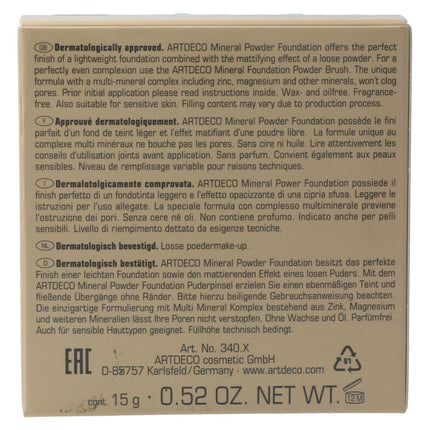 GB Dermatologically approved. ARTDECO Mineral Powder Foundation offers the perfect
finish of a lightweight foundation combined with the mattifying effect of a loose powder. For a
perfectly even complexion use the ARTDECO Mineral Foundation Powder Brush. The unique
formula with a multi-mineral complex including zinc, magnesium and other minerals, won't clog
pores. Prior initial application please read instructions inside. Wax- and oilfree. Fragrance-
free. Also suitable for sensitive skin. Filling content may vary due to production process.
F Approuvé dermatologiquement. ARTDECO Mineral Powder Foundation possède le fini
parfait d'un fond de teint léger et l'effet matifiant d'une poudre libre. La formule unique au
complexe multi minéraux ne bouche pas les pores. Sans cire ni huile. Lire attentivement les
conseils d'utilisation joints avant application. Sans parfum. Convient également aux peaux
sensibles. Niveau de remplissage variable pour raisons techniques.
I Dermatolgicamente comprovata. ARTDECO Mineral Power Foundation possiede il
finish perfetto di un fondotinta leggero e l'effetto opacizzante di una cipria sfusa. Leggere le
istruzioni per l'uso allegate. La speciale formula con complesso multiminerale previene
l'ostruzione dei pori. Senza cere né oli. Non contiene profumo. Indicato anche per pelli
sensibili. Livello di riempimento dettato da esigenze tecniche.
NL Dermatologisch bevestigd. Losse poedermake-up.
D Dermatologisch bestätigt. ARTDECO Mineral Powder Foundation besitzt das perfekte
Finish einer leichten Foundation sowie den mattierenden Effekt eines losen Puders. Mit dem
ARTDECO Mineral Powder Foundation Puderpinsel erzielen Sie einen ebenmäßigen Teint und
fließende Übergänge ohne Ränder. Bitte hierzu beiligende Gebrauchsanweisung beachten.
Die einzigartige Formulierung mit Multi Mineral Komplex bestehend aus Zink, Magnesium
und weiteren Mineralien lässt Ihre Poren nicht verstopfen. Ohne Wachse und Öl. Parfümfrei.
Auch für sensible Hauttypen geeignet. Füllhöhe technisch bedingt.
Art. No. 340.X
EAC ARTDECO cosmetic GmbH 81
D-85757 Karlsfeld/Germany · www.artdeco.com
cont. 15 g · 0.52 OZ. NET WT. 12 M